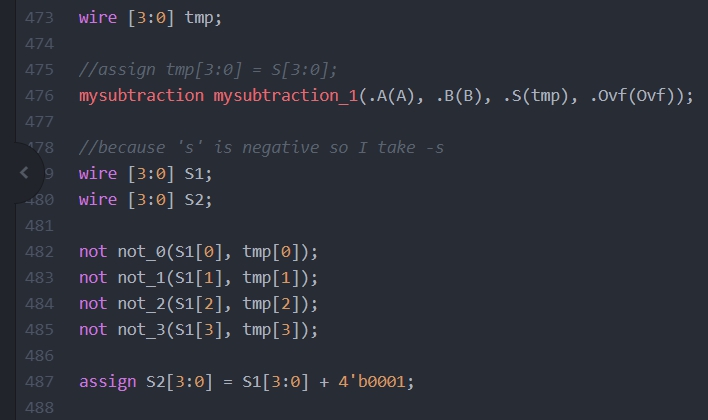 473 wire [3:0] tmp;
474
475 //assign tmp[3:0] = S[3:0];
476 mysubtraction mysubtraction_1(.A(A), .B(B), .S(tmp), .Ovf(Ovf));
477
78 //because 's' is negative so I take -s
9 wire [3:0] S1;
80 wire [3:0] S2;
481
482 not not_0(S1[0], tmp[0]);
483 not not_1(S1[1], tmp[1]);
484 not not_2(S1[2], tmp[2]);
485 not not_3(S1[3], tmp[3]);
486
487 assign S2[3:0] = S1[3:0] + 4'b0001;
488